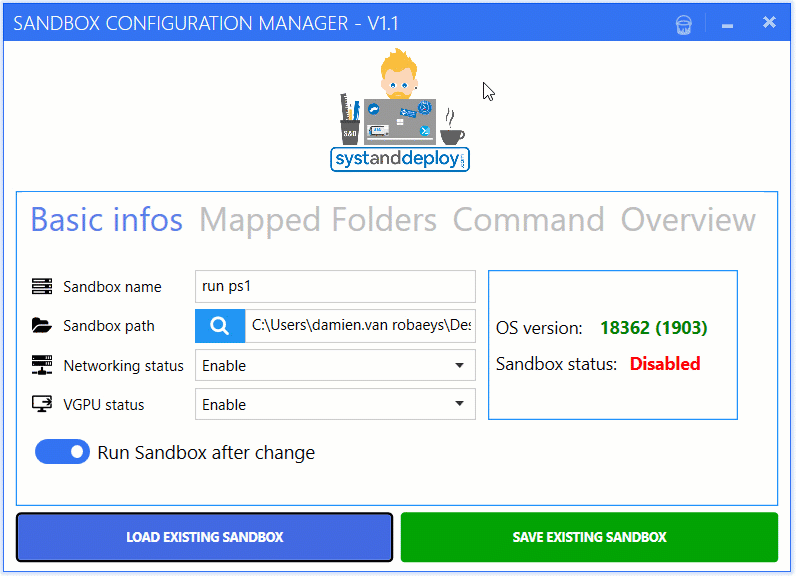 SANDBOX CONFIGURATION MANAGER - V1.1
S&D
systanddeploy
Basic infos Mapped Folders Command Overview
Sandbox name run ps1
Sandbox path C:\Users\damien.van robaeys\Des
Networking status Enable
VGPU status Enable
OS version: 18362 (1903)
Sandbox status: Disabled
Run Sandbox after change
LOAD EXISTING SANDBOX SAVE EXISTING SANDBOX